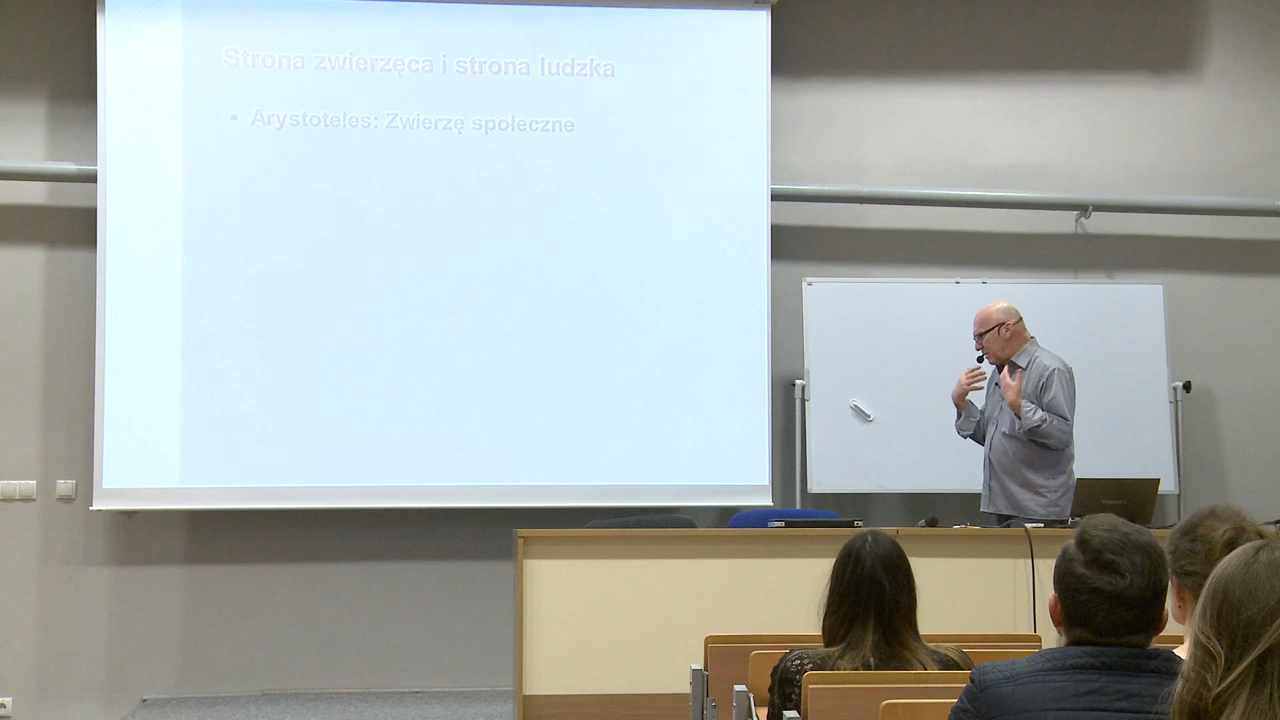 Strona zwierzęca i strona ludzka
• Arystoteles: Zwierzę społeczne